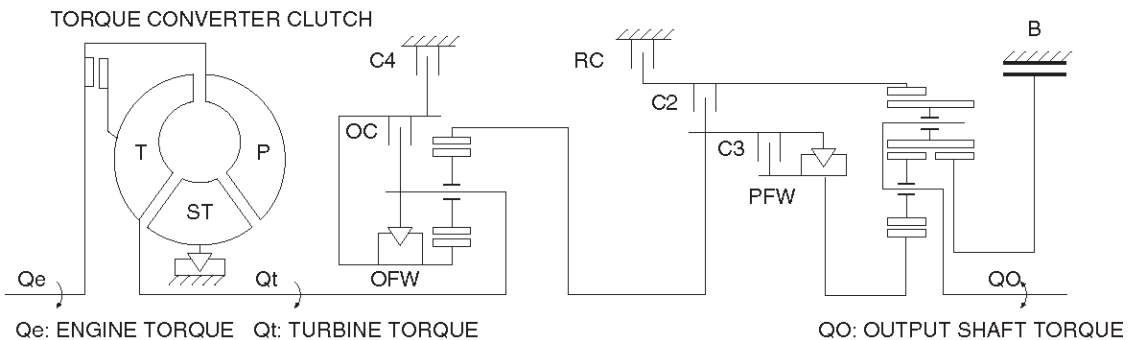 TORQUE CONVERTER CLUTCH
B
C4
RC
C2
OC
T
P
C3
PFW
ST
OFW
Qe
Qt
QO
Qe: ENGINE TORQUE Qt: TURBINE TORQUE
QO: OUTPUT SHAFT TORQUE